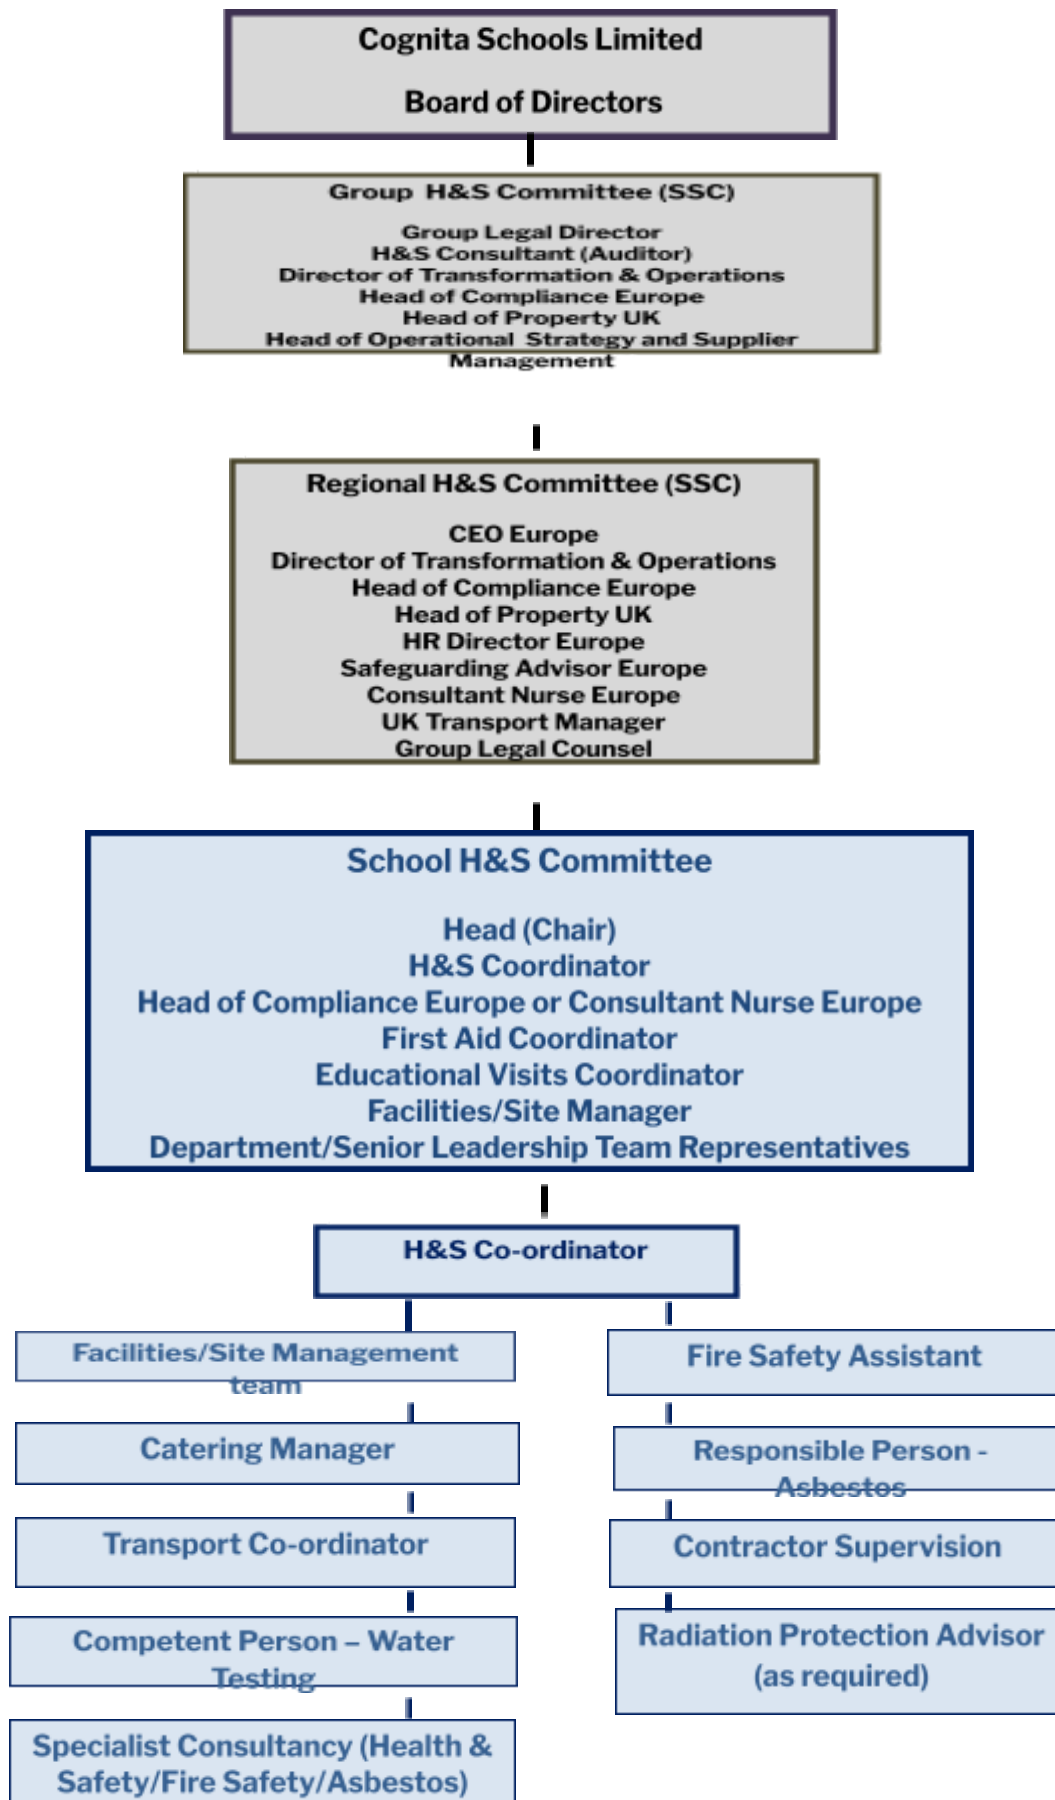 Cognita Schools Limited
Board of Directors
Group H&S Committee (SSC)
Group Legal Director
H&S Consultant (Auditor)
Director of Transformation & Operations
Head of Compliance Europe
Head of Property UK
Head of Operational Strategy and Supplier
Management
Regional H&S Committee (SSC)
CEO Europe
Director of Transformation & Operations
Head of Compliance Europe
Head of Property UK
HR Director Europe
Safeguarding Advisor Europe
Consultant Nurse Europe
UK Transport Manager
Group Legal Counsel
School H&S Committee
Head (Chair)
H&S Coordinator
Head of Compliance Europe or Consultant Nurse Europe
First Aid Coordinator
Educational Visits Coordinator
Facilities/Site Manager
Department/Senior Leadership Team Representatives
H&S Co-ordinator
Facilities/Site Management
team
Catering Manager
Transport Co-ordinator
Competent Person – Water
Testing
Specialist Consultancy (Health &
Safety/Fire Safety/Asbestos)
Fire Safety Assistant
Responsible Person -
Asbestos
Contractor Supervision
Radiation Protection Advisor
(as required)